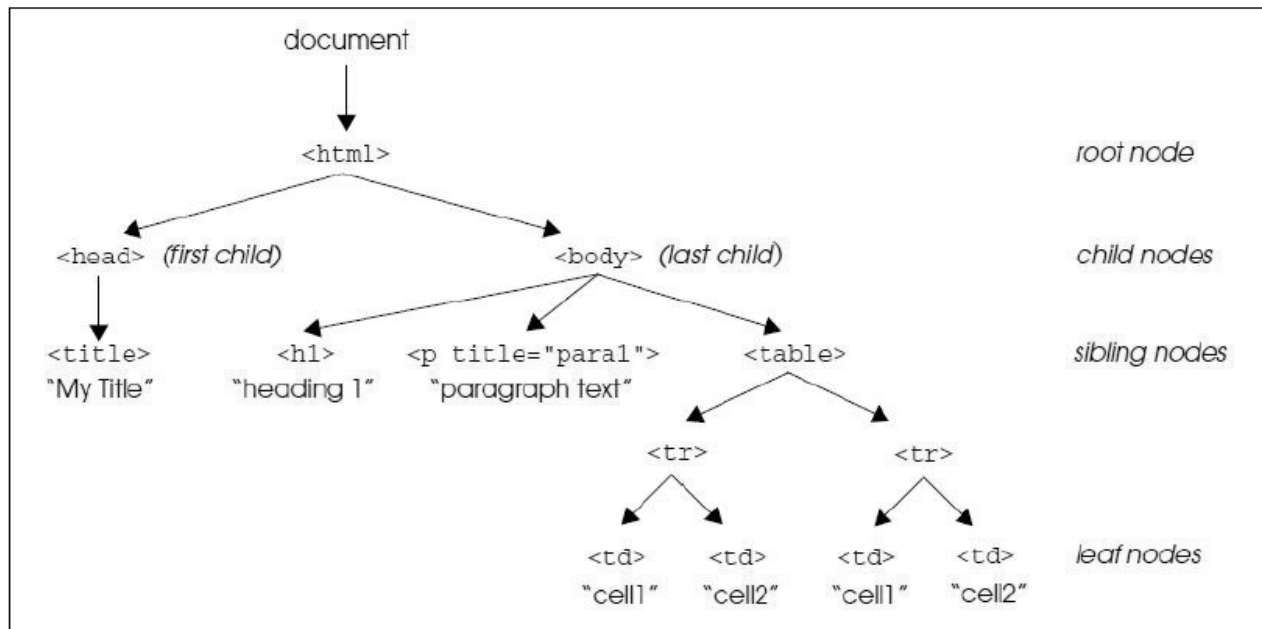 document
<html> root node
<head> (first child) <body> (last child) child nodes
<title> <h1> <p title="para1"> <table> sibling nodes
“My Title” “heading 1” “paragraph text”
<tr> <tr>
<td> <td> <td> <td> leaf nodes
“cell1” “cell2” “cell1” “cell2”